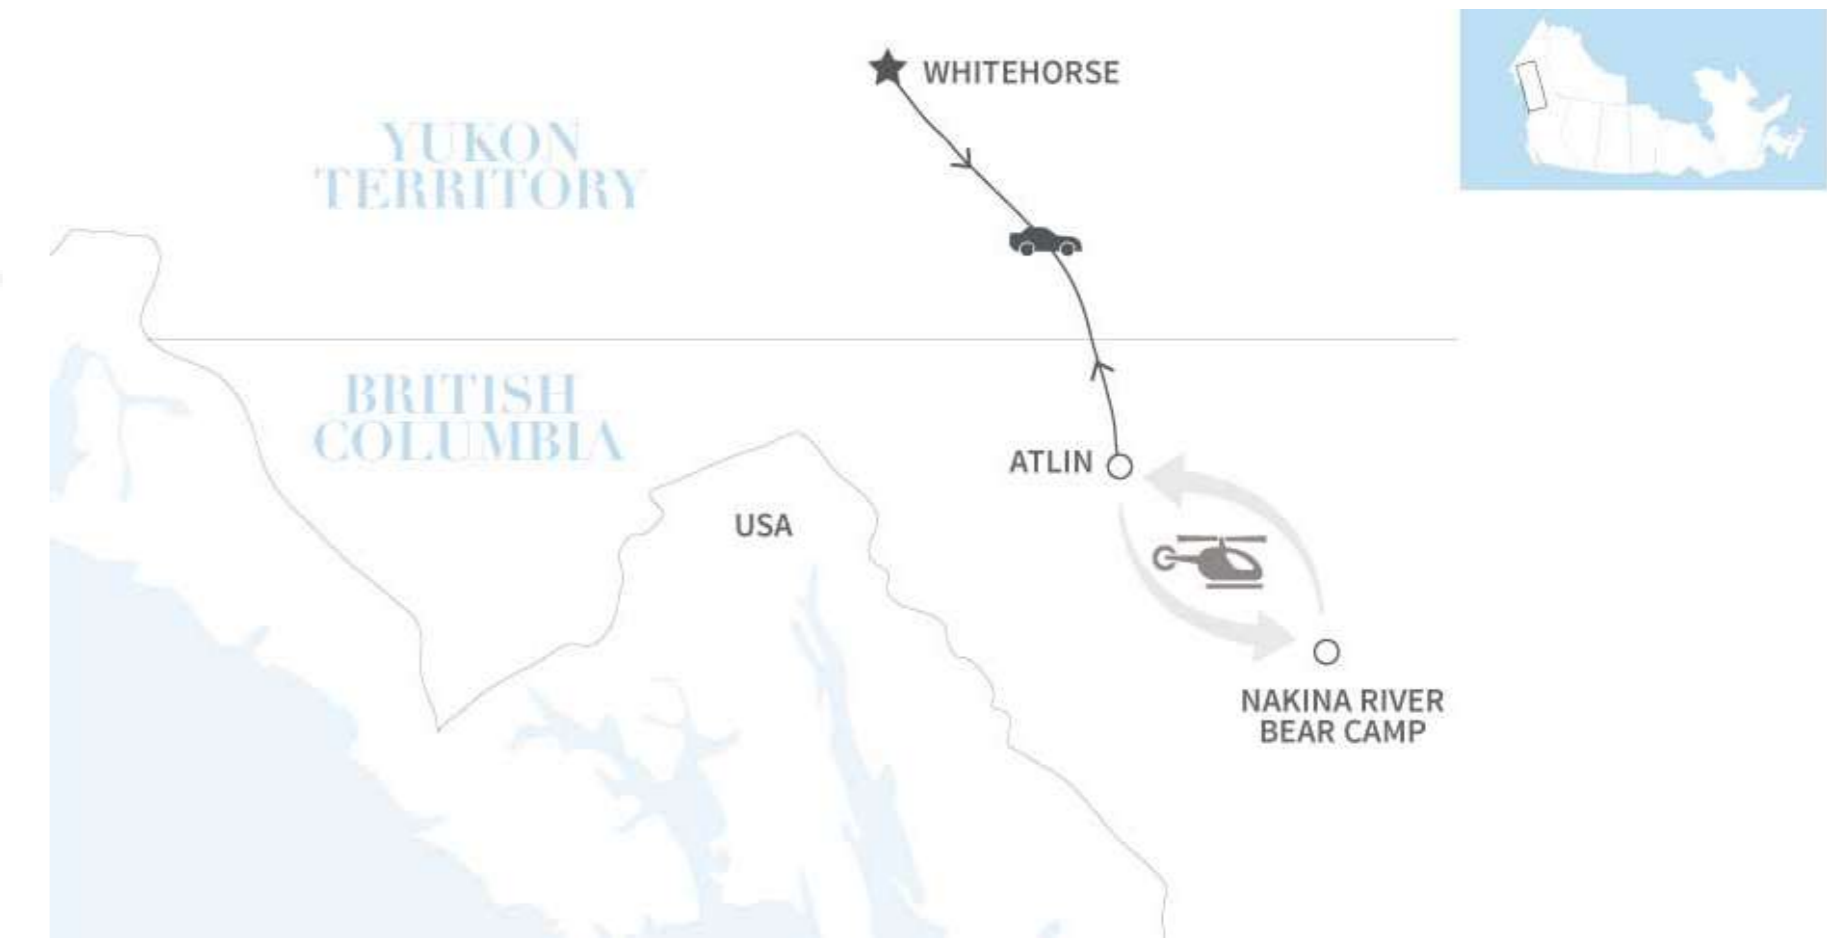 WHITEHORSE
YUKON
TERRITORY
BRITISH
COLUMBIA
ATLIN
USA
NAKINA RIVER
BEAR CAMP